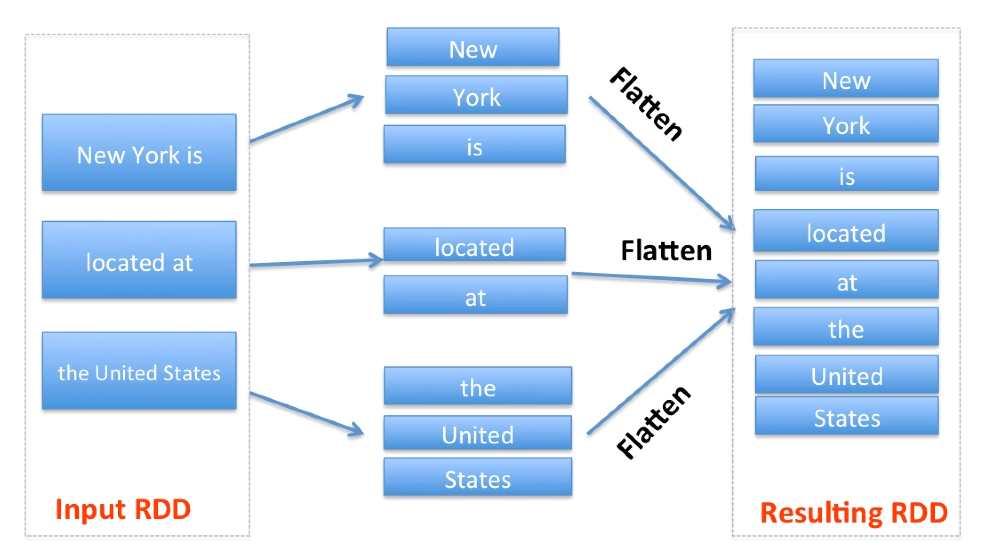 New York is
located at
the United States
Input RDD
New
York
is
located
at
the
United
States
Flatten
Flatten
Flatten
New
York
is
located
at
the
United
States
Resulting RDD